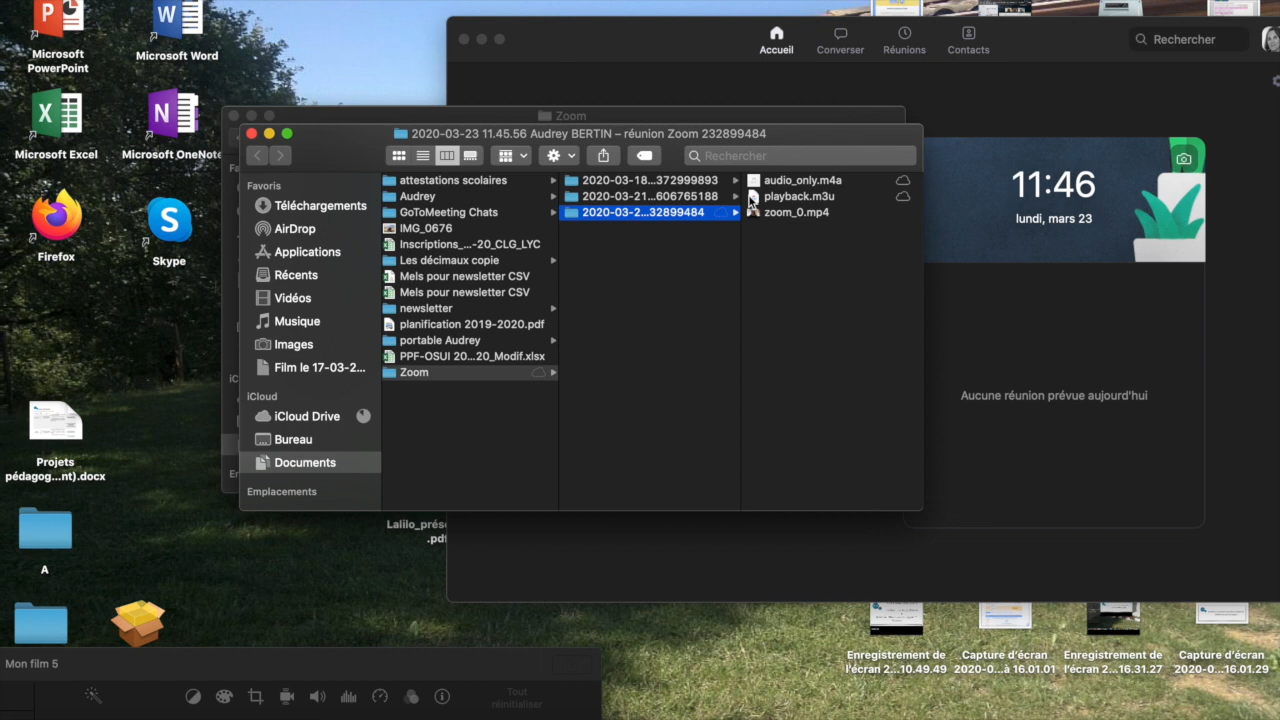 Microsoft
PowerPoint
Microsoft Word
Microsoft Excel
Microsoft OneNote
Firefox
Skype
Projets
pédagog...nt).docx
A
Accueil
Converser
Réunions
Contacts
Rechercher
Zoom
2020-03-23 11.45.56 Audrey BERTIN – réunion Zoom 232899484
Rechercher
Favoris
Téléchargements
AirDrop
Applications
Récents
Vidéos
Musique
Images
Film le 17-03-2...
iCloud
iCloud Drive
Bureau
Documents
Emplacements
attestations scolaires
Audrey
GoToMeeting Chats
IMG_0676
Inscriptions_...-20_CLG_LYC
Les décimaux copie
Mels pour newsletter CSV
Mels pour newsletter CSV
newsletter
planification 2019-2020.pdf
portable Audrey
PPF-OSUI 20...20_Modif.xlsx
Zoom
2020-03-18...372999893
2020-03-21...606765188
2020-03-2...32899484
audio_only.m4a
playback.m3u
zoom_0.mp4
11:46
lundi, mars 23
Aucune réunion prévue aujourd'hui
.pdf
Enregistrement de
l'écran 2...10.49.49
Capture d'écran
2020-0...à 16.01.01
Enregistrement de
l'écran 2...16.31.27
Capture d'écran
2020-0...16.01.29
Mon film 5
Tout
réinitialiser